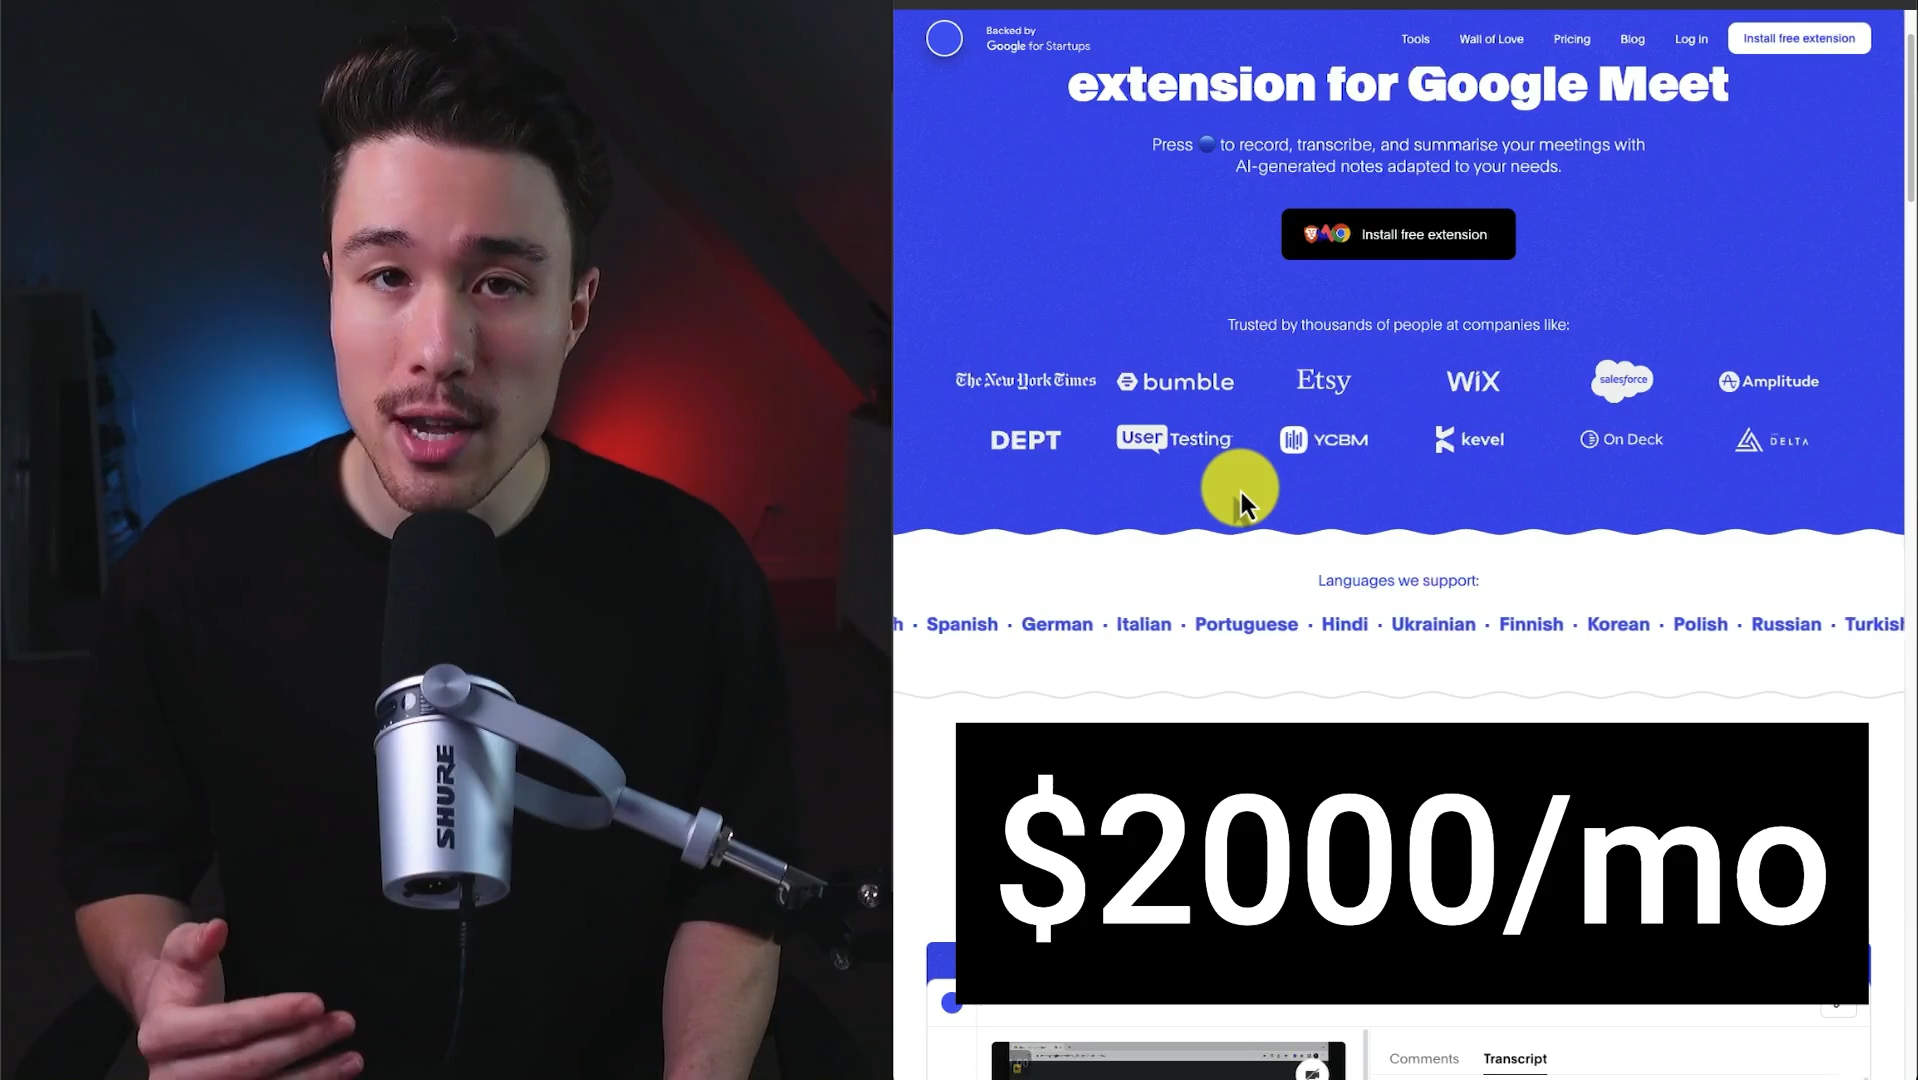 Backed by
Google for Startups
Tools
Wall of Love
Pricing
Blog
Log in
Install free extension
extension for Google Meet
Press to record, transcribe, and summarise your meetings with
AI-generated notes adapted to your needs.
Install free extension
Trusted by thousands of people at companies like:
The New York Times
bumble
Etsy
WiX
salesforce
Amplitude
DEPT
UserTesting
YCBM
kevel
On Deck
DELTA
Languages we support:
h · Spanish · German · Italian · Portuguese · Hindi · Ukrainian · Finnish · Korean · Polish · Russian · Turkish
$2000/mo
Comments
Transcript
SHURE